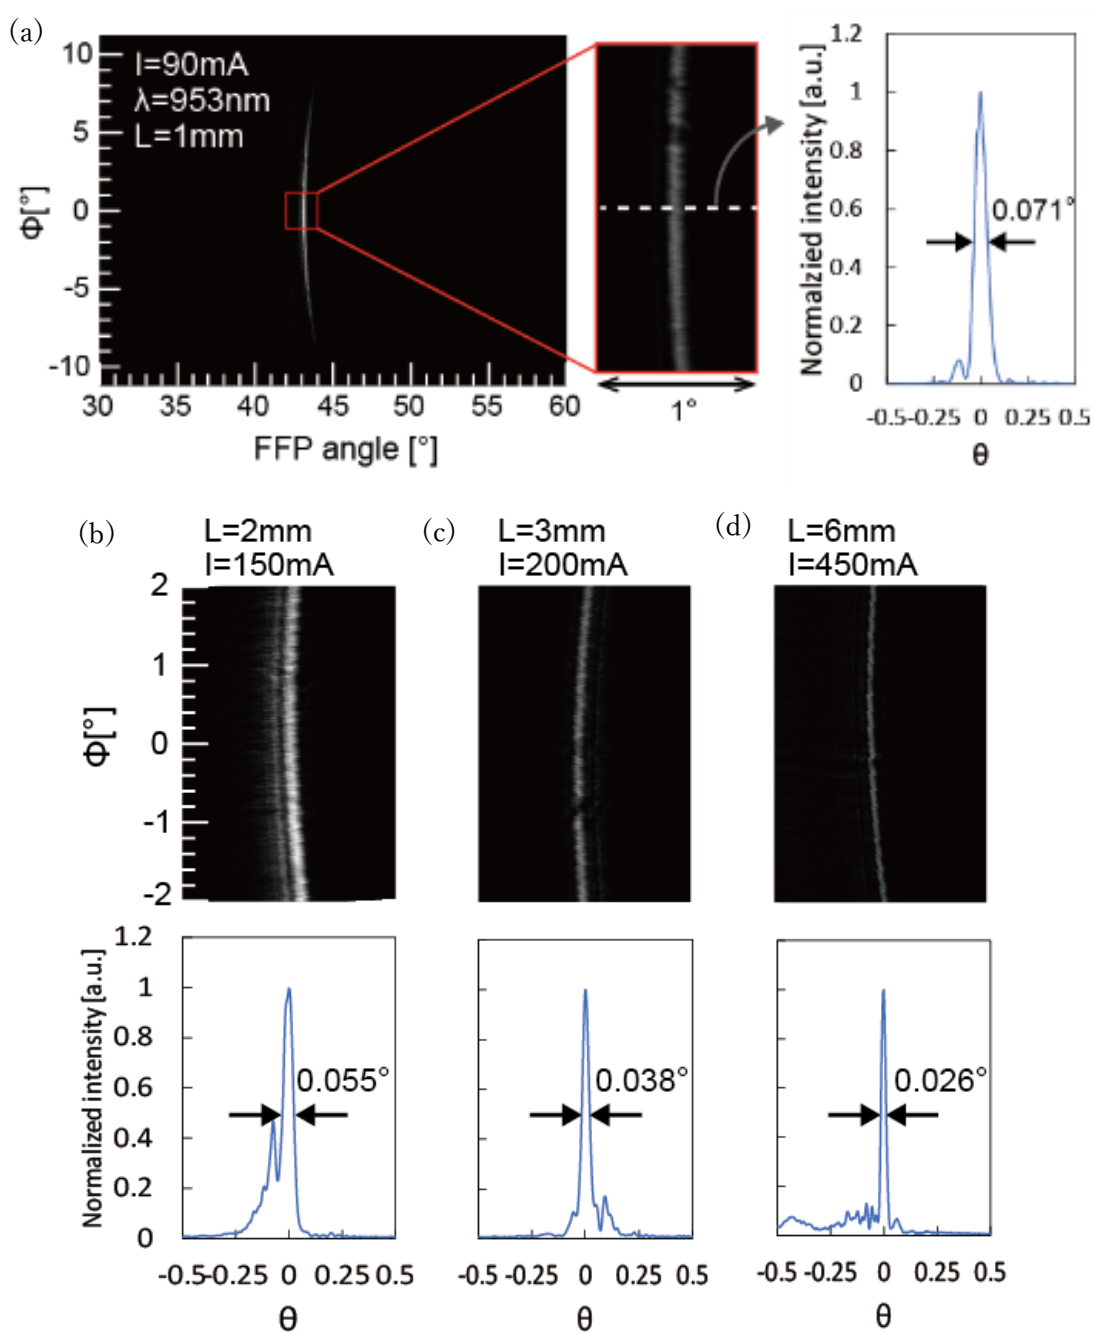 (a)
I=90mA
λ=953nm
L=1mm
Φ[°]
10
5
0
-5
-10
30 35 40 45 50 55 60
FFP angle [°]
1°
Normalzied intensity [a.u.]
1.2
1
0.8
0.6
0.4
0.2
0
0.071°
-0.5 -0.25 0 0.25 0.5
θ
(b)
L=2mm
I=150mA
(c)
L=3mm
I=200mA
(d)
L=6mm
I=450mA
Φ[°]
2
1
0
-1
-2
Normalized intensity [a.u.]
1.2
1
0.8
0.6
0.4
0.2
0
0.055°
0.038°
0.026°
-0.5 -0.25 0 0.25 0.5
-0.5 -0.25 0 0.25 0.5
-0.5 -0.25 0 0.25 0.5
θ
θ
θ